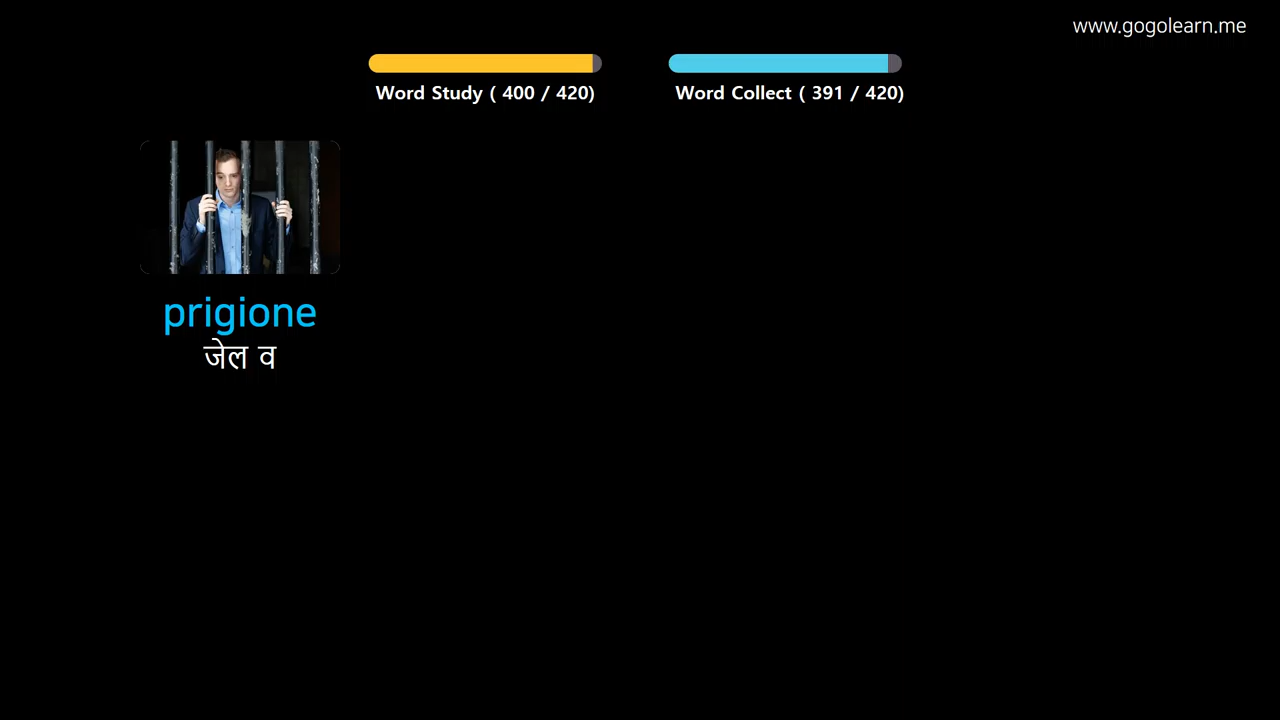 www.gogolearn.me
Word Study ( 400 / 420)
Word Collect ( 391 / 420)
prigione
जेल व